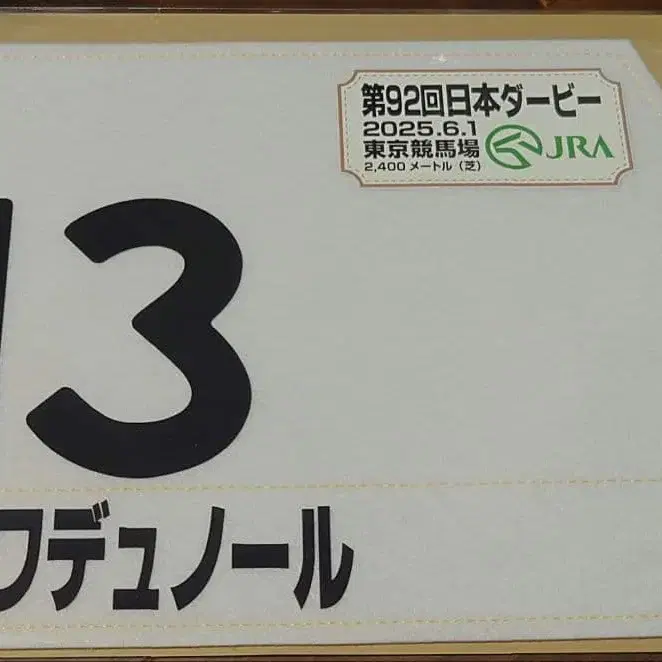 第92回日本ダービー
2025.6.1
東京競馬場 JRA
2,400 メートル（芝）
13
ワデュノール